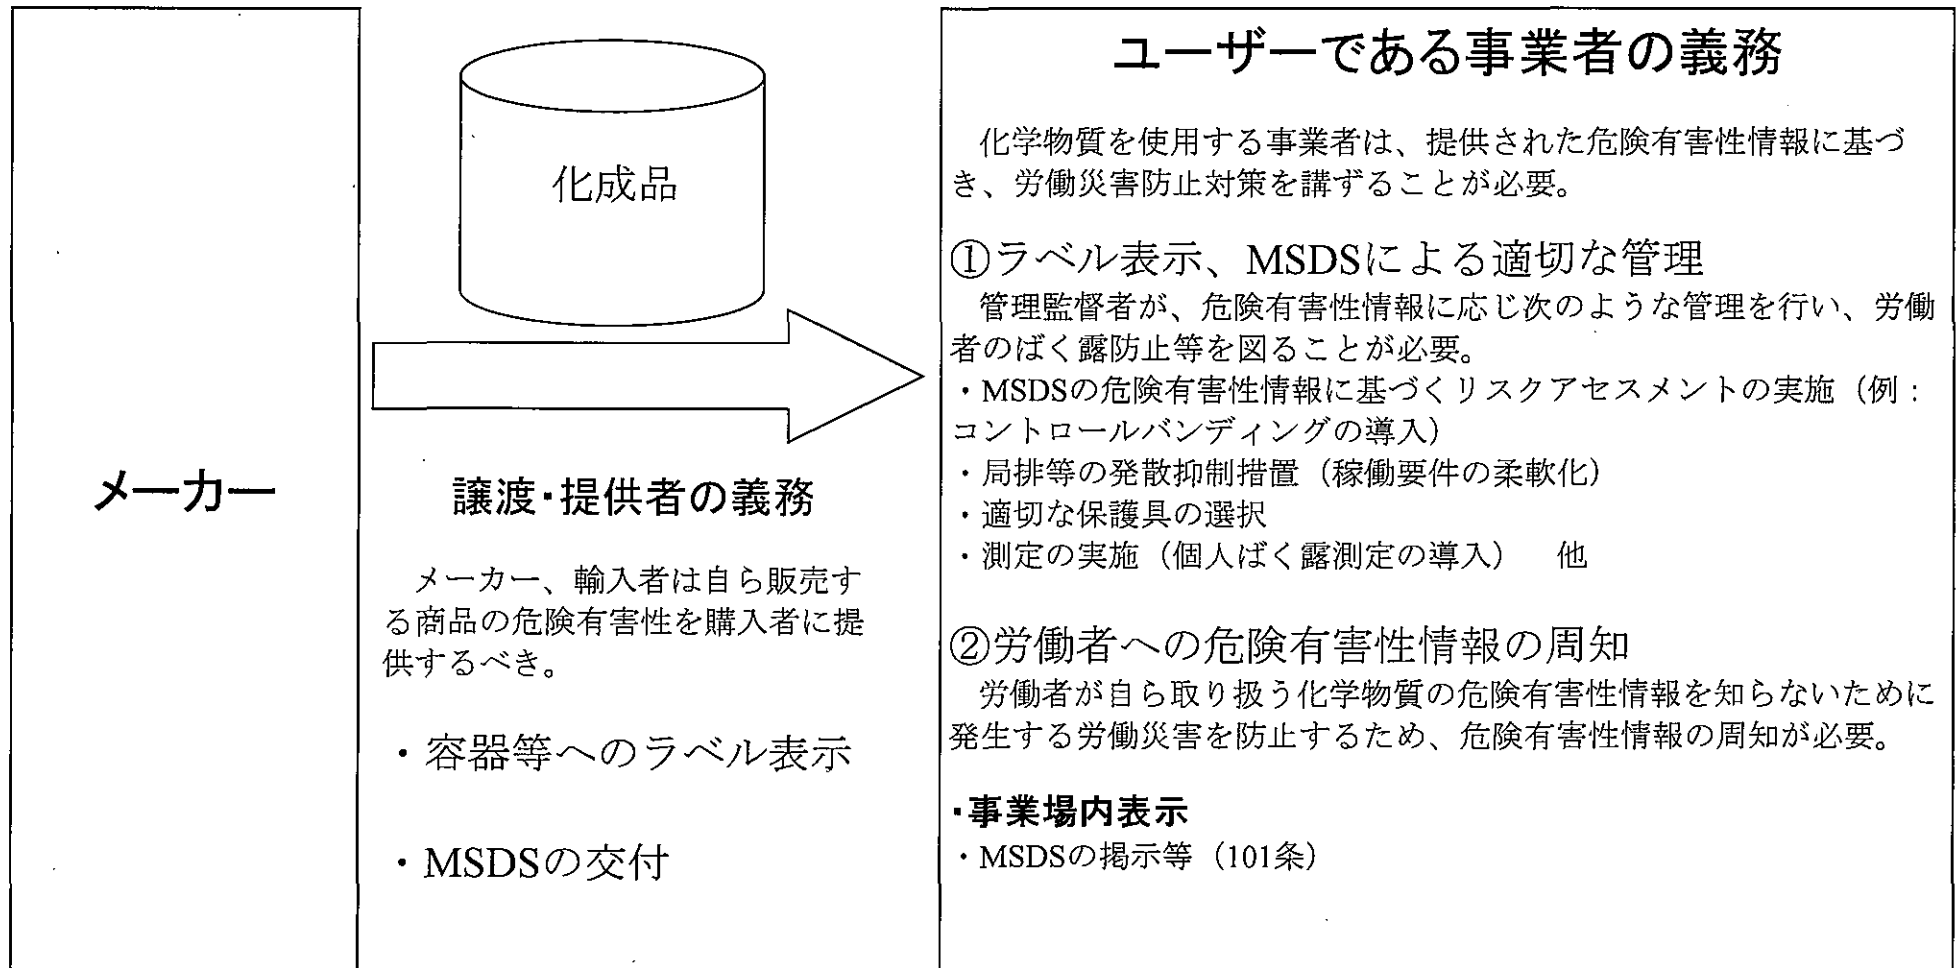 メーカー
化成品
譲渡・提供者の義務
メーカー、輸入者は自ら販売す
る商品の危険有害性を購入者に提
供するべき。
・容器等へのラベル表示
・MSDSの交付
ユーザーである事業者の義務
化学物質を使用する事業者は、提供された危険有害性情報に基づ
き、労働災害防止対策を講ずることが必要。
①ラベル表示、MSDSによる適切な管理
管理監督者が、危険有害性情報に応じ次のような管理を行い、労働
者のばく露防止等を図ることが必要。
・MSDSの危険有害性情報に基づくリスクアセスメントの実施（例：
コントロールバンディングの導入）
・局排等の発散抑制措置（稼働要件の柔軟化）
・適切な保護具の選択
・測定の実施（個人ばく露測定の導入）　他
②労働者への危険有害性情報の周知
労働者が自ら取り扱う化学物質の危険有害性情報を知らないために
発生する労働災害を防止するため、危険有害性情報の周知が必要。
・事業場内表示
・MSDSの掲示等（101条）